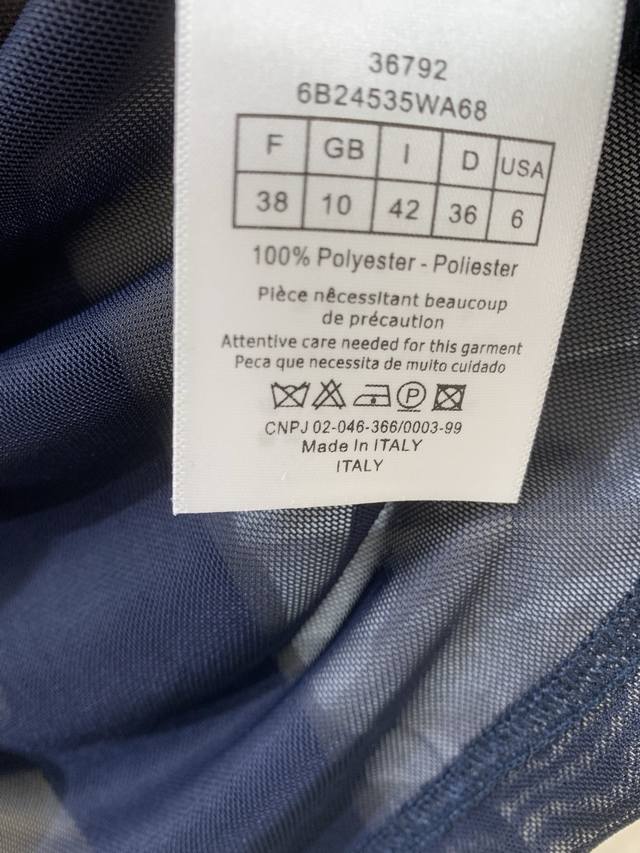 36792
6B24535WA68
F GB I D USA
38 10 42 36 6
100% Polyester - Poliester
Pièce nêcessitant beaucoup
de précaution
Attentive care needed for this garment
Peca que necessita de muito cuidado
P
CNPJ 02-046-366/0003-99
Made In ITALY
ITALY